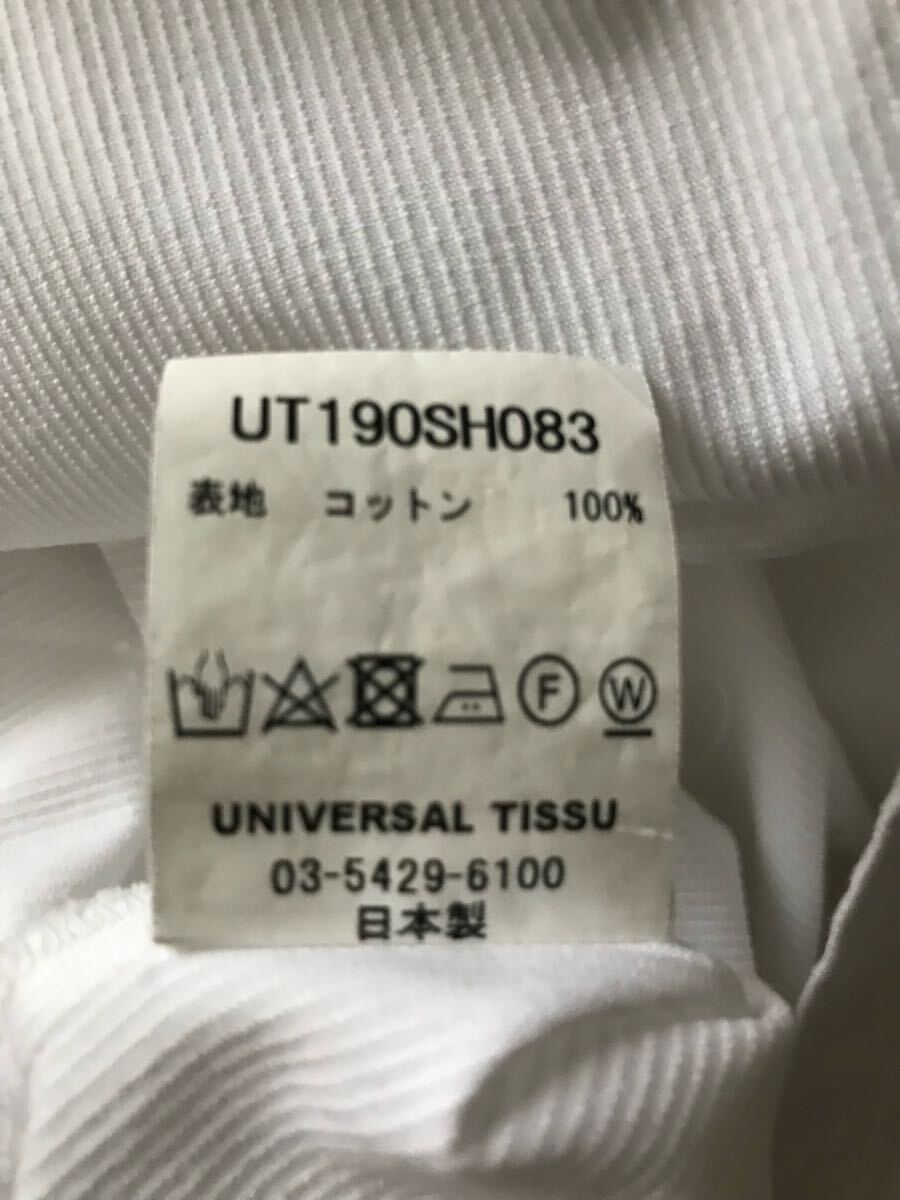 UT190SH083
表地 コットン 100%
F W
UNIVERSAL TISSU
03-5429-6100
日本製